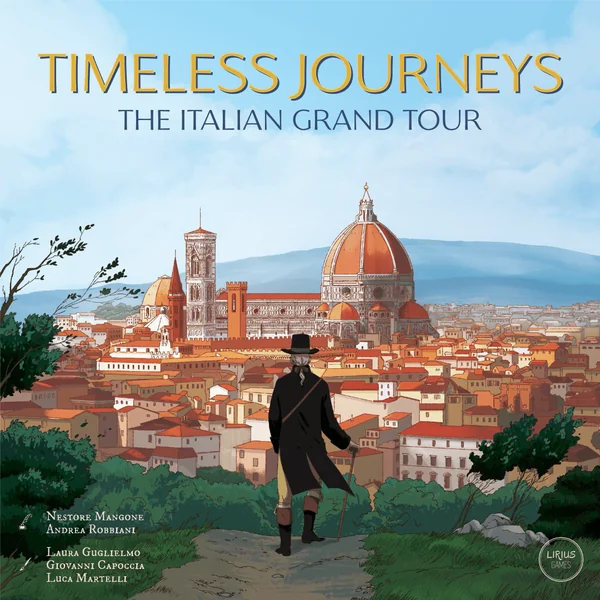 TIMELESS JOURNEYS
THE ITALIAN GRAND TOUR
Nestore Mangone
Andrea Robbiani
Laura Guglielmo
Giovanni Capoccia
Luca Martelli
LIRIUS
GAMES